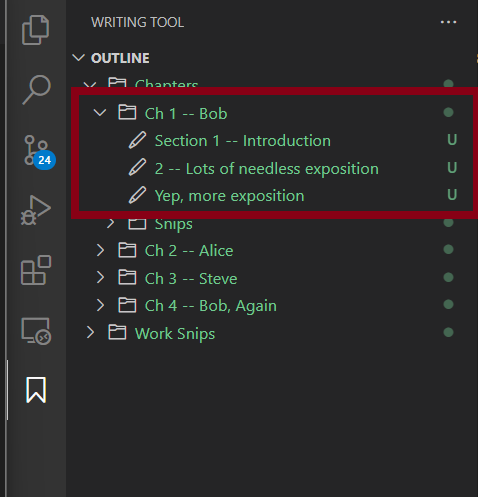 WRITING TOOL
OUTLINE
Chapters
Ch 1 -- Bob
Section 1 -- Introduction U
2 -- Lots of needless exposition U
24
Yep, more exposition U
Snips
Ch 2 -- Alice
Ch 3 -- Steve
Ch 4 -- Bob, Again
Work Snips